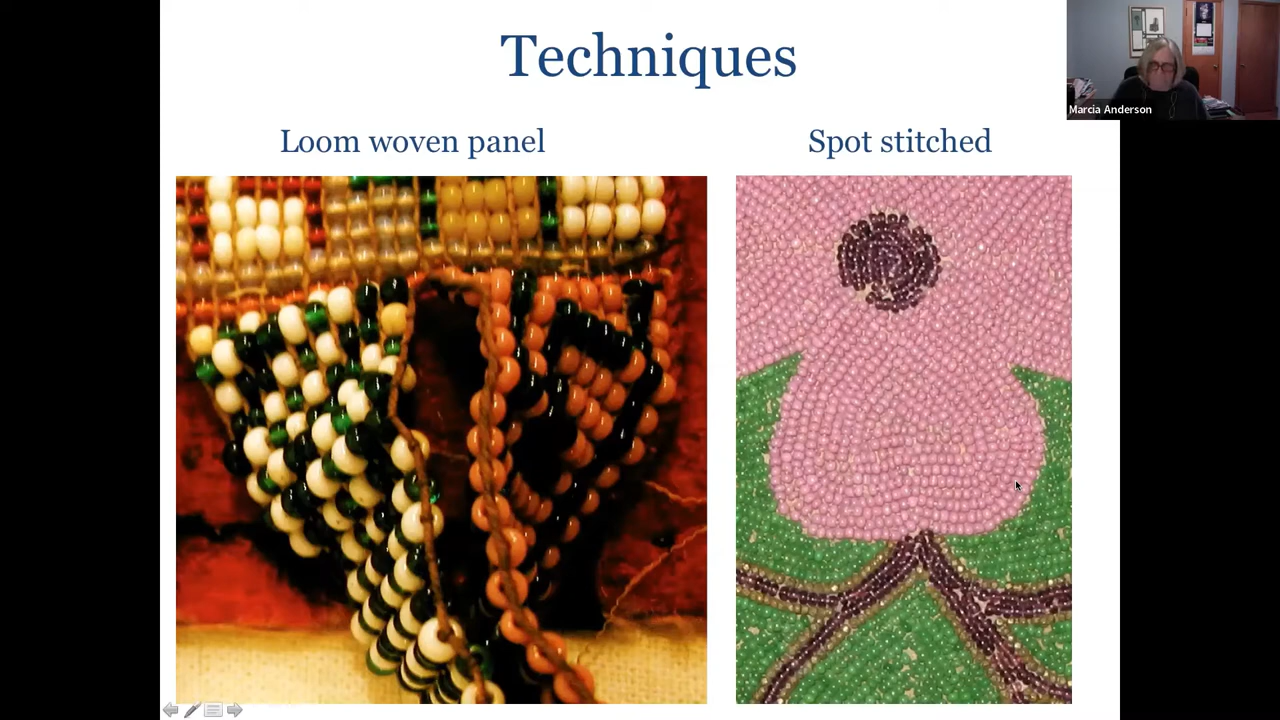 Techniques
Marcia Anderson
Loom woven panel
Spot stitched